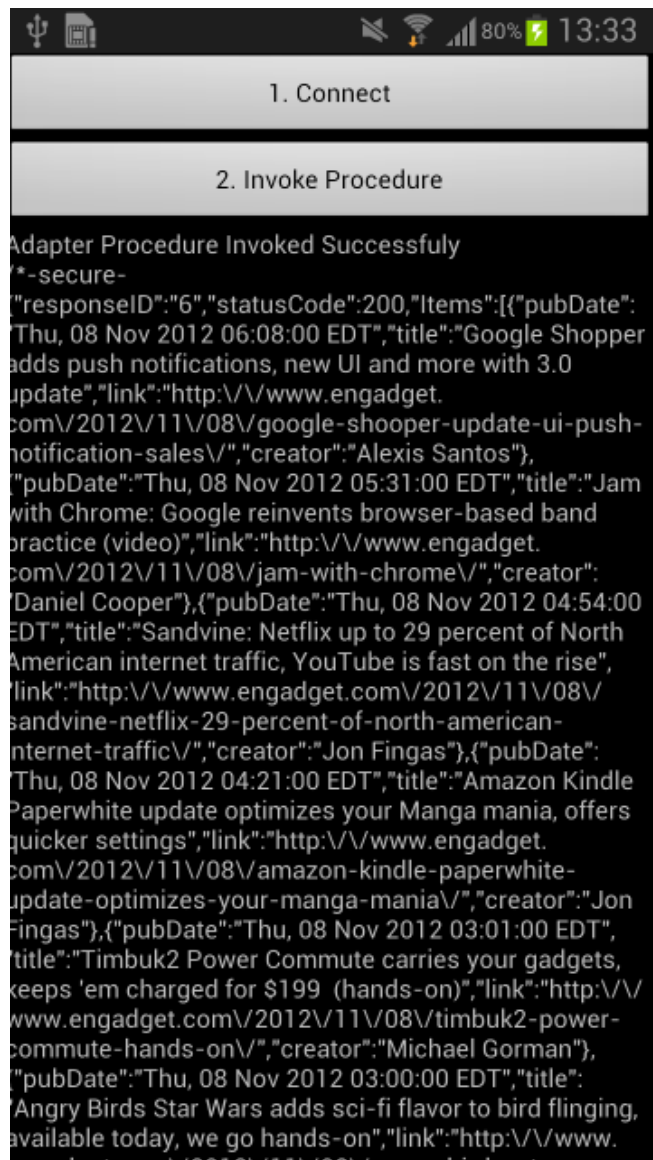 80% 13:33
1. Connect
2. Invoke Procedure
Adapter Procedure Invoked Successfuly
/*-secure-
{"responseID":"6","statusCode":200,"Items":[{"pubDate":
"Thu, 08 Nov 2012 06:08:00 EDT","title":"Google Shopper
adds push notifications, new UI and more with 3.0
update","link":"http:\/\/www.engadget.
com\/2012\/11\/08\/google-shooper-update-ui-push-
notification-sales\/","creator":"Alexis Santos"},
{"pubDate":"Thu, 08 Nov 2012 05:31:00 EDT","title":"Jam
with Chrome: Google reinvents browser-based band
practice (video)","link":"http:\/\/www.engadget.
com\/2012\/11\/08\/jam-with-chrome\/","creator":
"Daniel Cooper"},{"pubDate":"Thu, 08 Nov 2012 04:54:00
EDT","title":"Sandvine: Netflix up to 29 percent of North
American internet traffic, YouTube is fast on the rise",
"link":"http:\/\/www.engadget.com\/2012\/11\/08\/
sandvine-netflix-29-percent-of-north-american-
internet-traffic\/","creator":"Jon Fingas"},{"pubDate":
"Thu, 08 Nov 2012 04:21:00 EDT","title":"Amazon Kindle
Paperwhite update optimizes your Manga mania, offers
quicker settings","link":"http:\/\/www.engadget.
com\/2012\/11\/08\/amazon-kindle-paperwhite-
update-optimizes-your-manga-mania\/","creator":"Jon
Fingas"},{"pubDate":"Thu, 08 Nov 2012 03:01:00 EDT",
"title":"Timbuk2 Power Commute carries your gadgets,
keeps 'em charged for $199  (hands-on)","link":"http:\/\/
www.engadget.com\/2012\/11\/08\/timbuk2-power-
commute-hands-on\/","creator":"Michael Gorman"},
{"pubDate":"Thu, 08 Nov 2012 03:00:00 EDT","title":
"Angry Birds Star Wars adds sci-fi flavor to bird flinging,
available today, we go hands-on","link":"http:\/\/www.